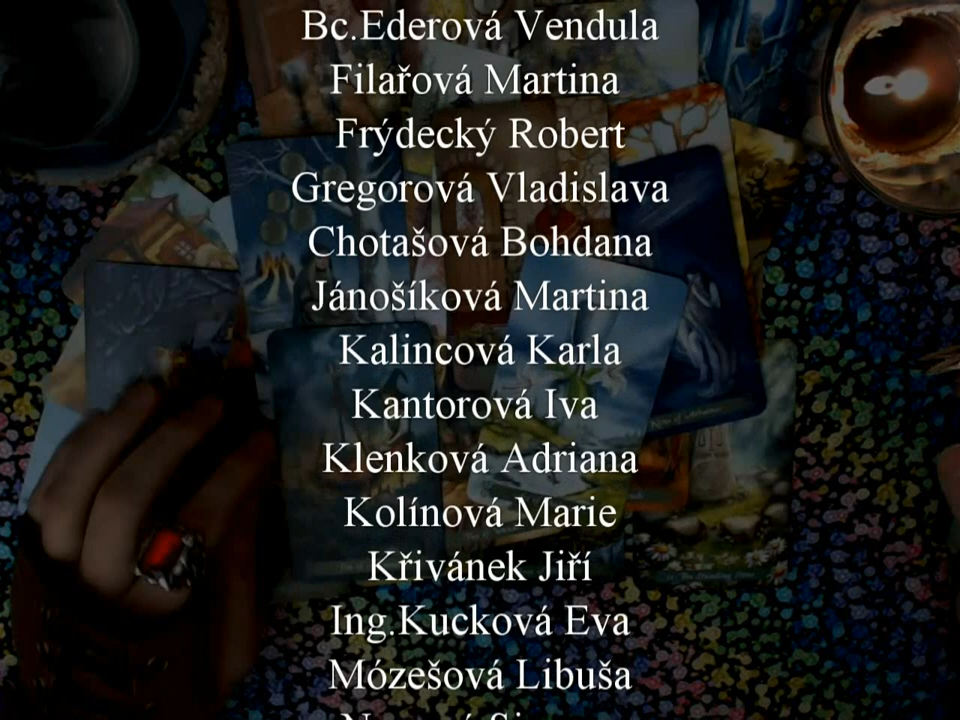 Bc.Ederová Vendula
Filařová Martina
Frýdecký Robert
Gregorová Vladislava
Chotašová Bohdana
Jánošíková Martina
Kalincová Karla
Kantorová Iva
Klenková Adriana
Kolínová Marie
Křivánek Jiří
Ing.Kucková Eva
Mózešová Libuša